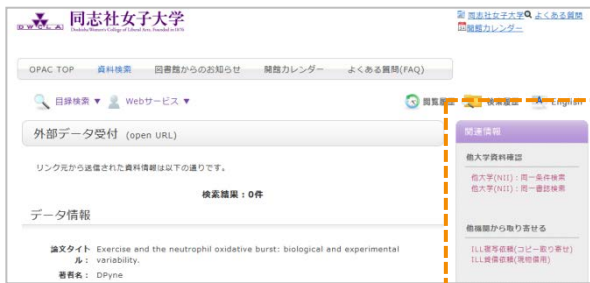 DWCLA 同志社女子大学
Doshisha Women's College of Liberal Arts, Founded in 1876
同志社女子大学 よくある質問
開館カレンダー
OPAC TOP 資料検索 図書館からのお知らせ 開館カレンダー よくある質問(FAQ)
目録検索 ▼ Webサービス ▼ 閲覧履歴 検索履歴 English
外部データ受付 (open URL)
リンク元から送信された資料情報は以下の通りです。
検索結果：0件
データ情報
論文タイトル： Exercise and the neutrophil oxidative burst: biological and experimental variability.
著者名： DPyne
関連情報
他大学資料確認
他大学(NII)：同一条件検索
他大学(NII)：同一書誌検索
他機関から取り寄せる
ILL複写依頼(コピー取り寄せ)
ILL貸借依頼(現物借用)